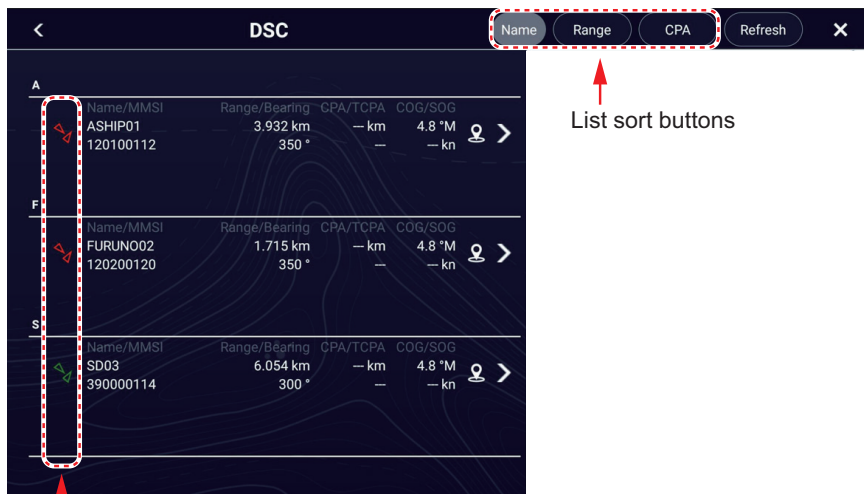 DSC Name Range CPA Refresh
List sort buttons
A
Name/MMSI Range/Bearing CPA/TCPA COG/SOG
ASHIP01 3.932 km --- km 4.8 °M
120100112 350 ° --- --- kn
F
Name/MMSI Range/Bearing CPA/TCPA COG/SOG
FURUNO02 1.715 km --- km 4.8 °M
120200120 350 ° --- --- kn
S
Name/MMSI Range/Bearing CPA/TCPA COG/SOG
SD03 6.054 km --- km 4.8 °M
390000114 300 ° --- --- kn